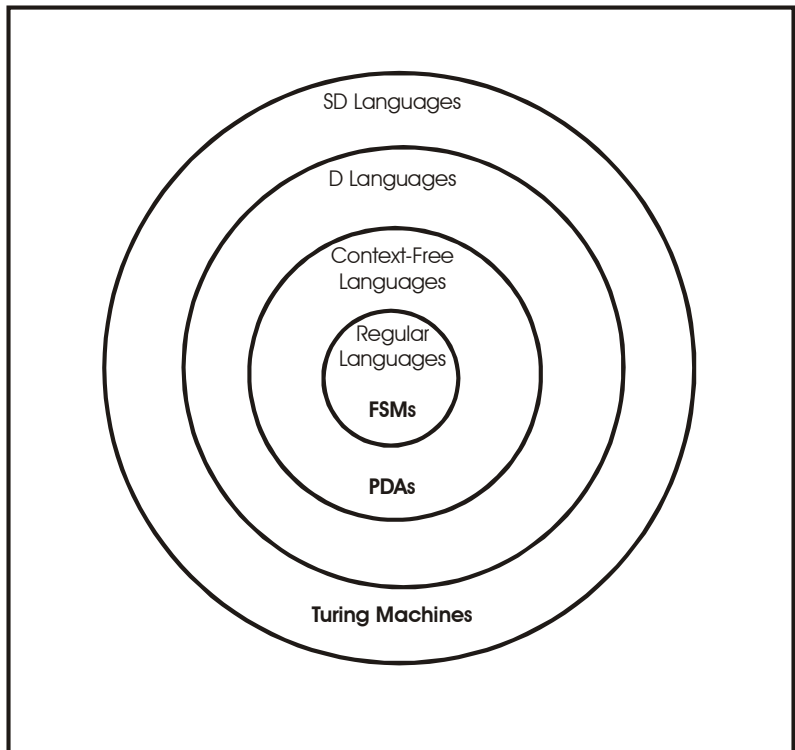 SD Languages
D Languages
Context-Free
Languages
Regular
Languages
FSMs
PDAs
Turing Machines